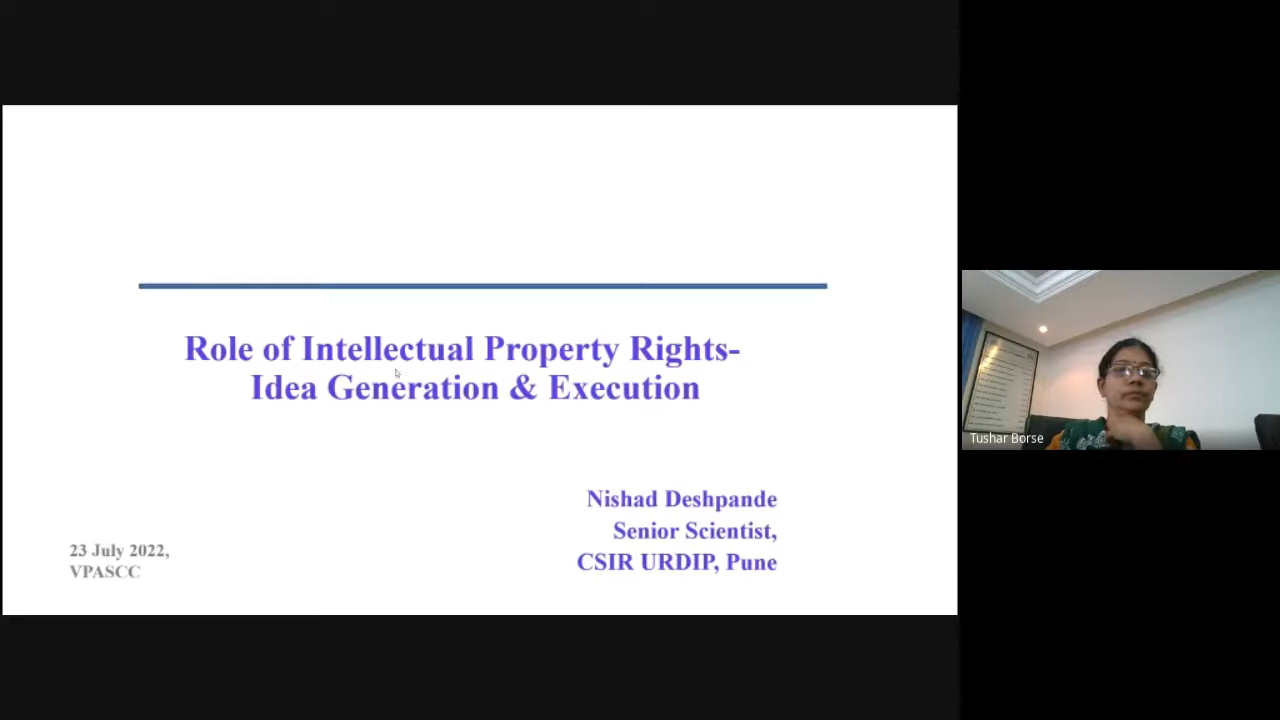 Role of Intellectual Property Rights-
Idea Generation & Execution
Nishad Deshpande
Senior Scientist,
CSIR URDIP, Pune
23 July 2022,
VPASCC
Tushar Borse